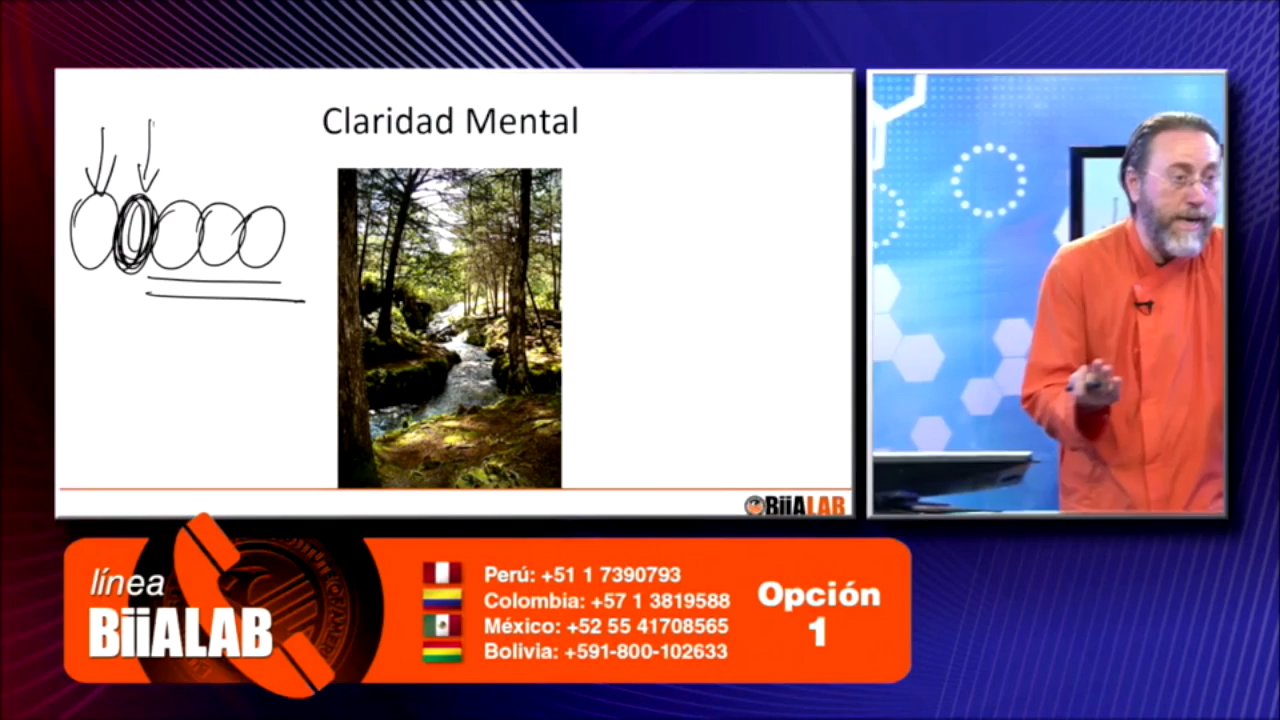 Claridad Mental
BiiALAB
línea
BiiALAB
Perú: +51 1 7390793
Colombia: +57 1 3819588
México: +52 55 41708565
Bolivia: +591-800-102633
Opción
1